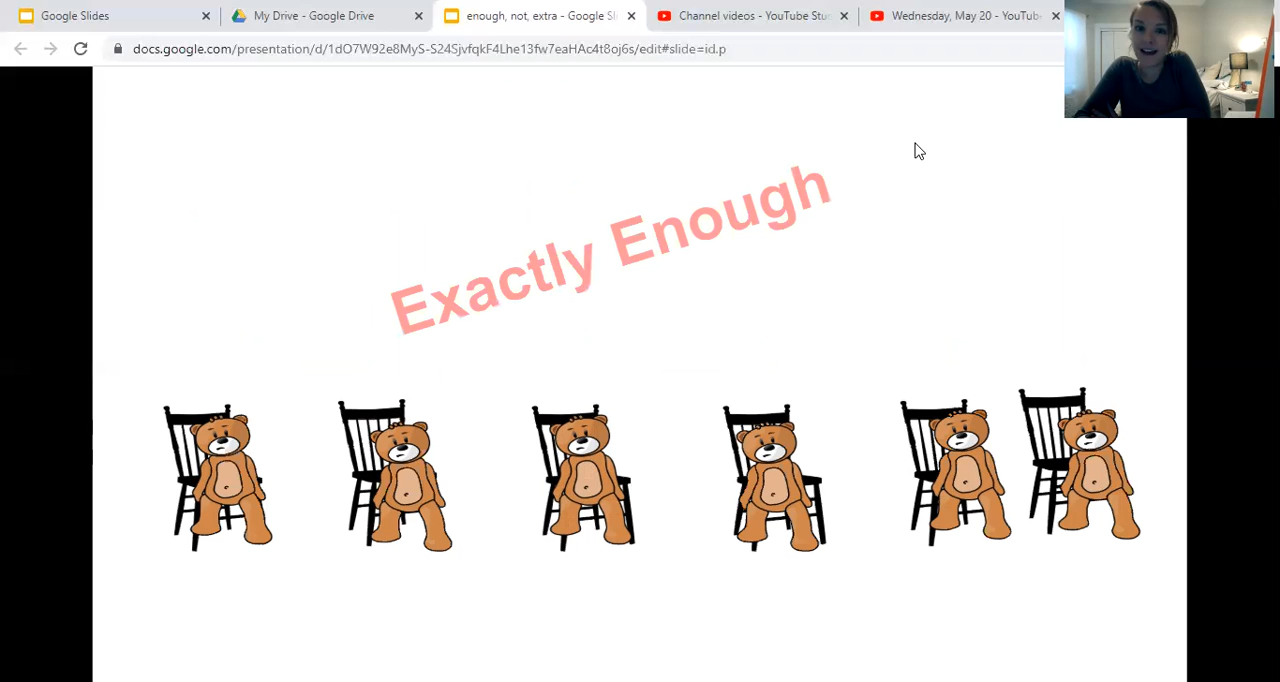 Google Slides
My Drive - Google Drive
enough, not, extra - Google Sl
Channel videos - YouTube Stu
Wednesday, May 20 - YouTub
docs.google.com/presentation/d/1dO7W92e8MyS-S24SjvfqkF4Lhe13fw7eaHAc4t8oj6s/edit#slide=id.p
Exactly Enough